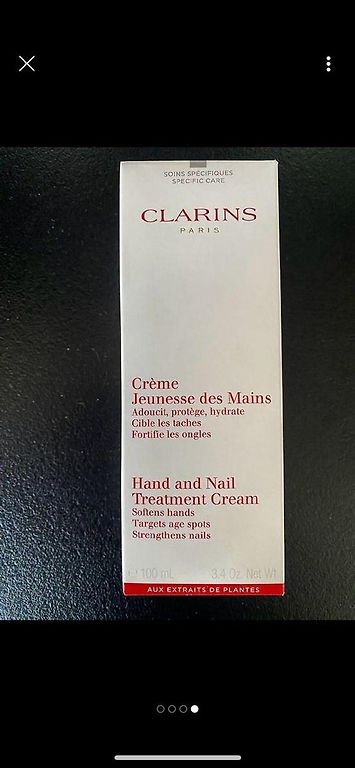 SOINS SPÉCIFIQUES
SPECIFIC CARE
CLARINS
PARIS
Crème
Jeunesse des Mains
Adoucit, protège, hydrate
Cible les taches
Fortifie les ongles
Hand and Nail
Treatment Cream
Softens hands
Targets age spots
Strengthens nails
℮ 100 mL 3.4 Oz. Net Wt
AUX EXTRAITS DE PLANTES